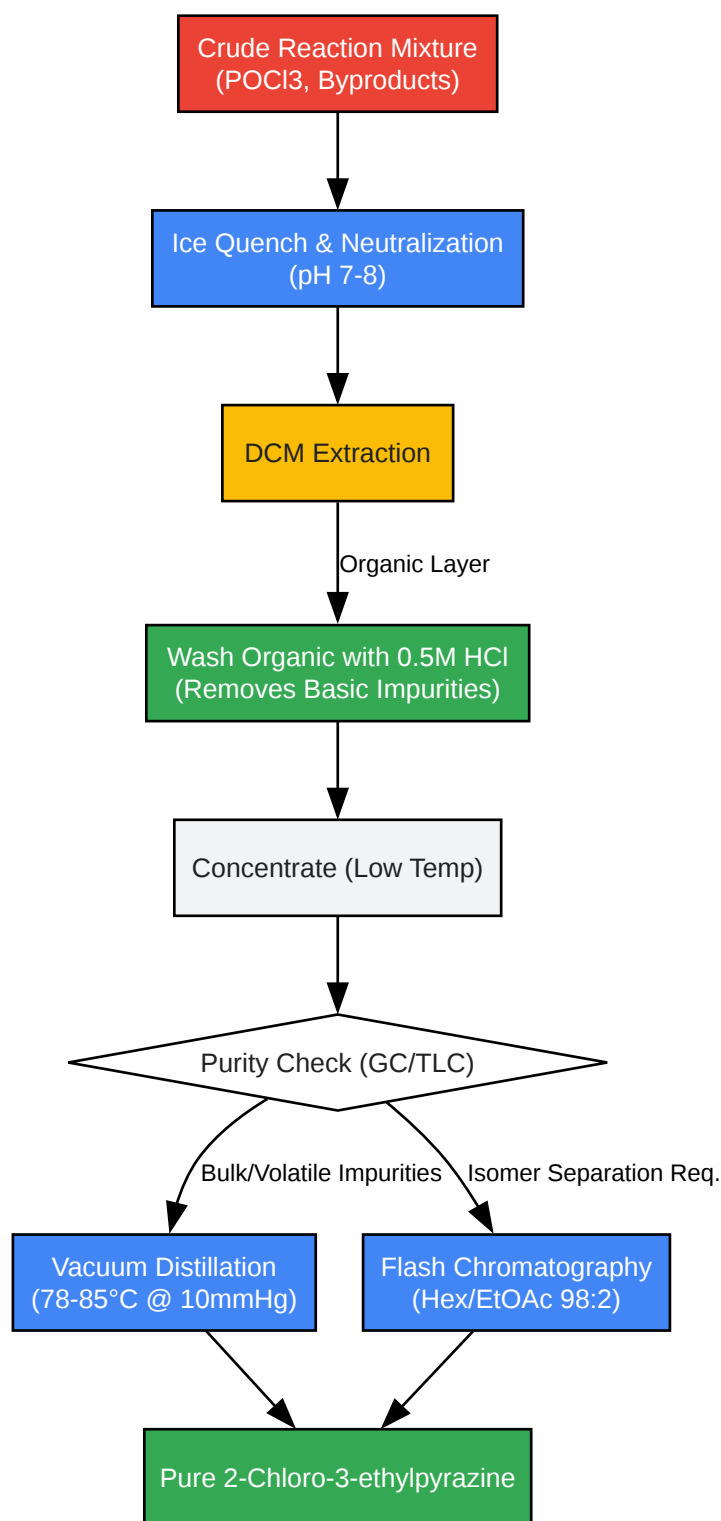 Crude Reaction Mixture
(POCl3, Byproducts)
Ice Quench & Neutralization
(pH 7-8)
DCM Extraction
Organic Layer
Wash Organic with 0.5M HCl
(Removes Basic Impurities)
Concentrate (Low Temp)
Purity Check (GC/TLC)
Bulk/Volatile Impurities
Isomer Separation Req.
Vacuum Distillation
(78-85°C @ 10mmHg)
Flash Chromatography
(Hex/EtOAc 98:2)
Pure 2-Chloro-3-ethylpyrazine